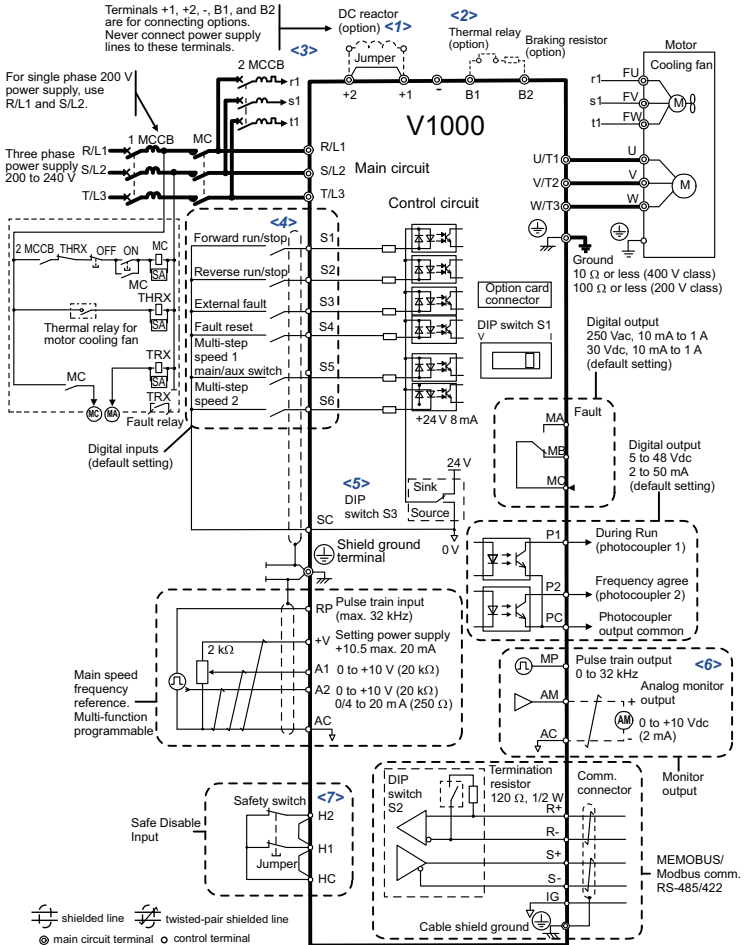 Terminals +1, +2, -, B1, and B2
are for connecting options.
Never connect power supply
lines to these terminals.
DC reactor
(option)
<1>
<2>
Thermal relay
(option)
Braking resistor
(option)
<3>
Jumper
+2
+1
-
B1
B2
Motor
Cooling fan
r1
FU
s1
FV
t1
FW
M
2 MCCB
r1
s1
t1
For single phase 200 V
power supply, use
R/L1 and S/L2.
V1000
1 MCCB
MC
Three phase
power supply
200 to 240 V
R/L1
S/L2
T/L3
R/L1
S/L2
T/L3
Main circuit
Control circuit
U/T1
V/T2
W/T3
U
V
W
M
Ground
10 Ω or less (400 V class)
100 Ω or less (200 V class)
<4>
Forward run/stop
S1
Reverse run/stop
S2
External fault
S3
Fault reset
S4
Multi-step
speed 1
main/aux switch
S5
Multi-step
speed 2
S6
2 MCCB
THRX
OFF
ON
MC
SA
MC
THRX
SA
Thermal relay for
motor cooling fan
TRX
SA
MC
TRX
MC
MA
Fault relay
Digital inputs
(default setting)
Option card
connector
DIP switch S1
V
I
+24 V 8 mA
Digital output
250 Vac, 10 mA to 1 A
30 Vdc, 10 mA to 1 A
(default setting)
MA
Fault
MB
MC
<5>
DIP
switch S3
24 V
Sink
Source
0 V
SC
Shield ground
terminal
Digital output
5 to 48 Vdc
2 to 50 mA
(default setting)
P1
During Run
(photocoupler 1)
P2
Frequency agree
(photocoupler 2)
PC
Photocoupler
output common
RP
Pulse train input
(max. 32 kHz)
+V
Setting power supply
+10.5 max. 20 mA
2 kΩ
A1
0 to +10 V (20 kΩ)
A2
0 to +10 V (20 kΩ)
0/4 to 20 mA (250 Ω)
AC
Main speed
frequency
reference.
Multi-function
programmable
MP
Pulse train output
0 to 32 kHz
<6>
AM
Analog monitor
output
+
AM
0 to +10 Vdc
(2 mA)
-
AC
Monitor
output
Safe Disable
Input
Safety switch
<7>
H2
H1
Jumper
HC
DIP
switch
S2
Termination
resistor
120 Ω, 1/2 W
Comm.
connector
R+
R-
S+
S-
IG
Cable shield ground
MEMOBUS/
Modbus comm.
RS-485/422
shielded line
twisted-pair shielded line
main circuit terminal
control terminal